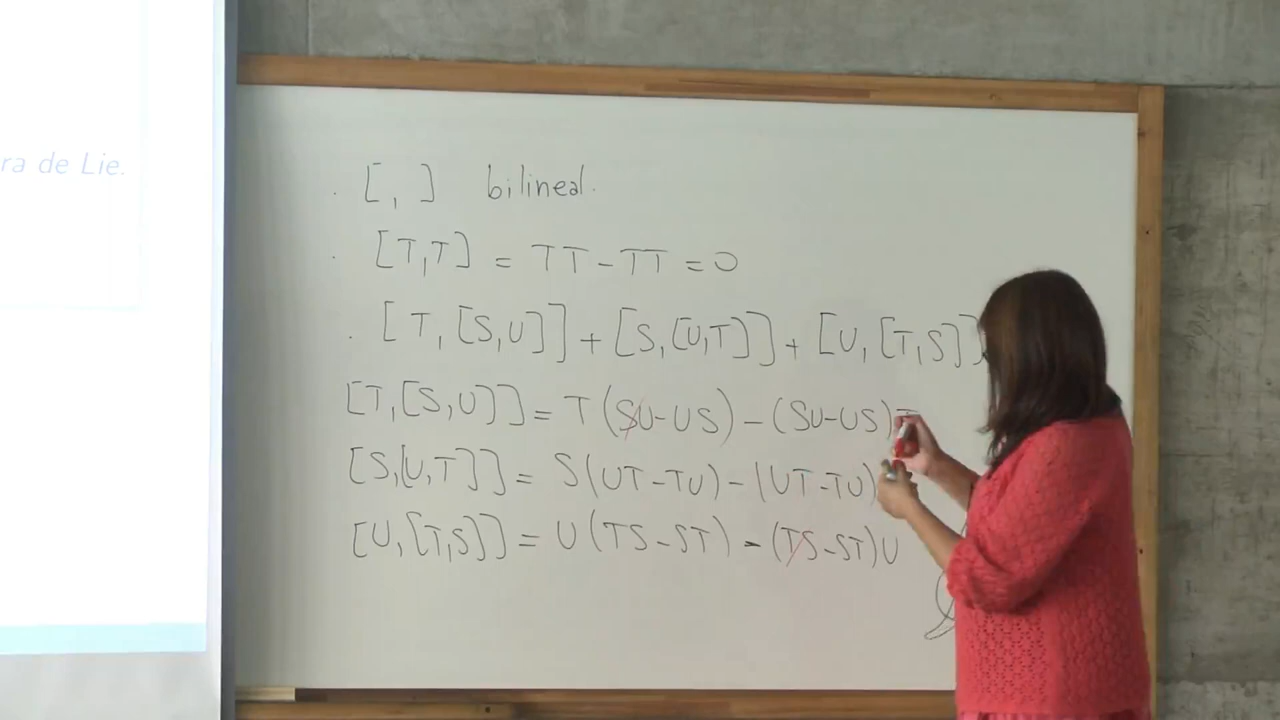 ra de Lie.
. [ , ] bilineal.
. [T,T] = TT-TT = 0
. [T,[S,U]] + [S,[U,T]] + [U,[T,S]]
[T,[S,U]] = T(SU-US) - (SU-US)T
[S,[U,T]] = S(UT-TU) - (UT-TU)
[U,[T,S]] = U(TS-ST) - (TS-ST)U